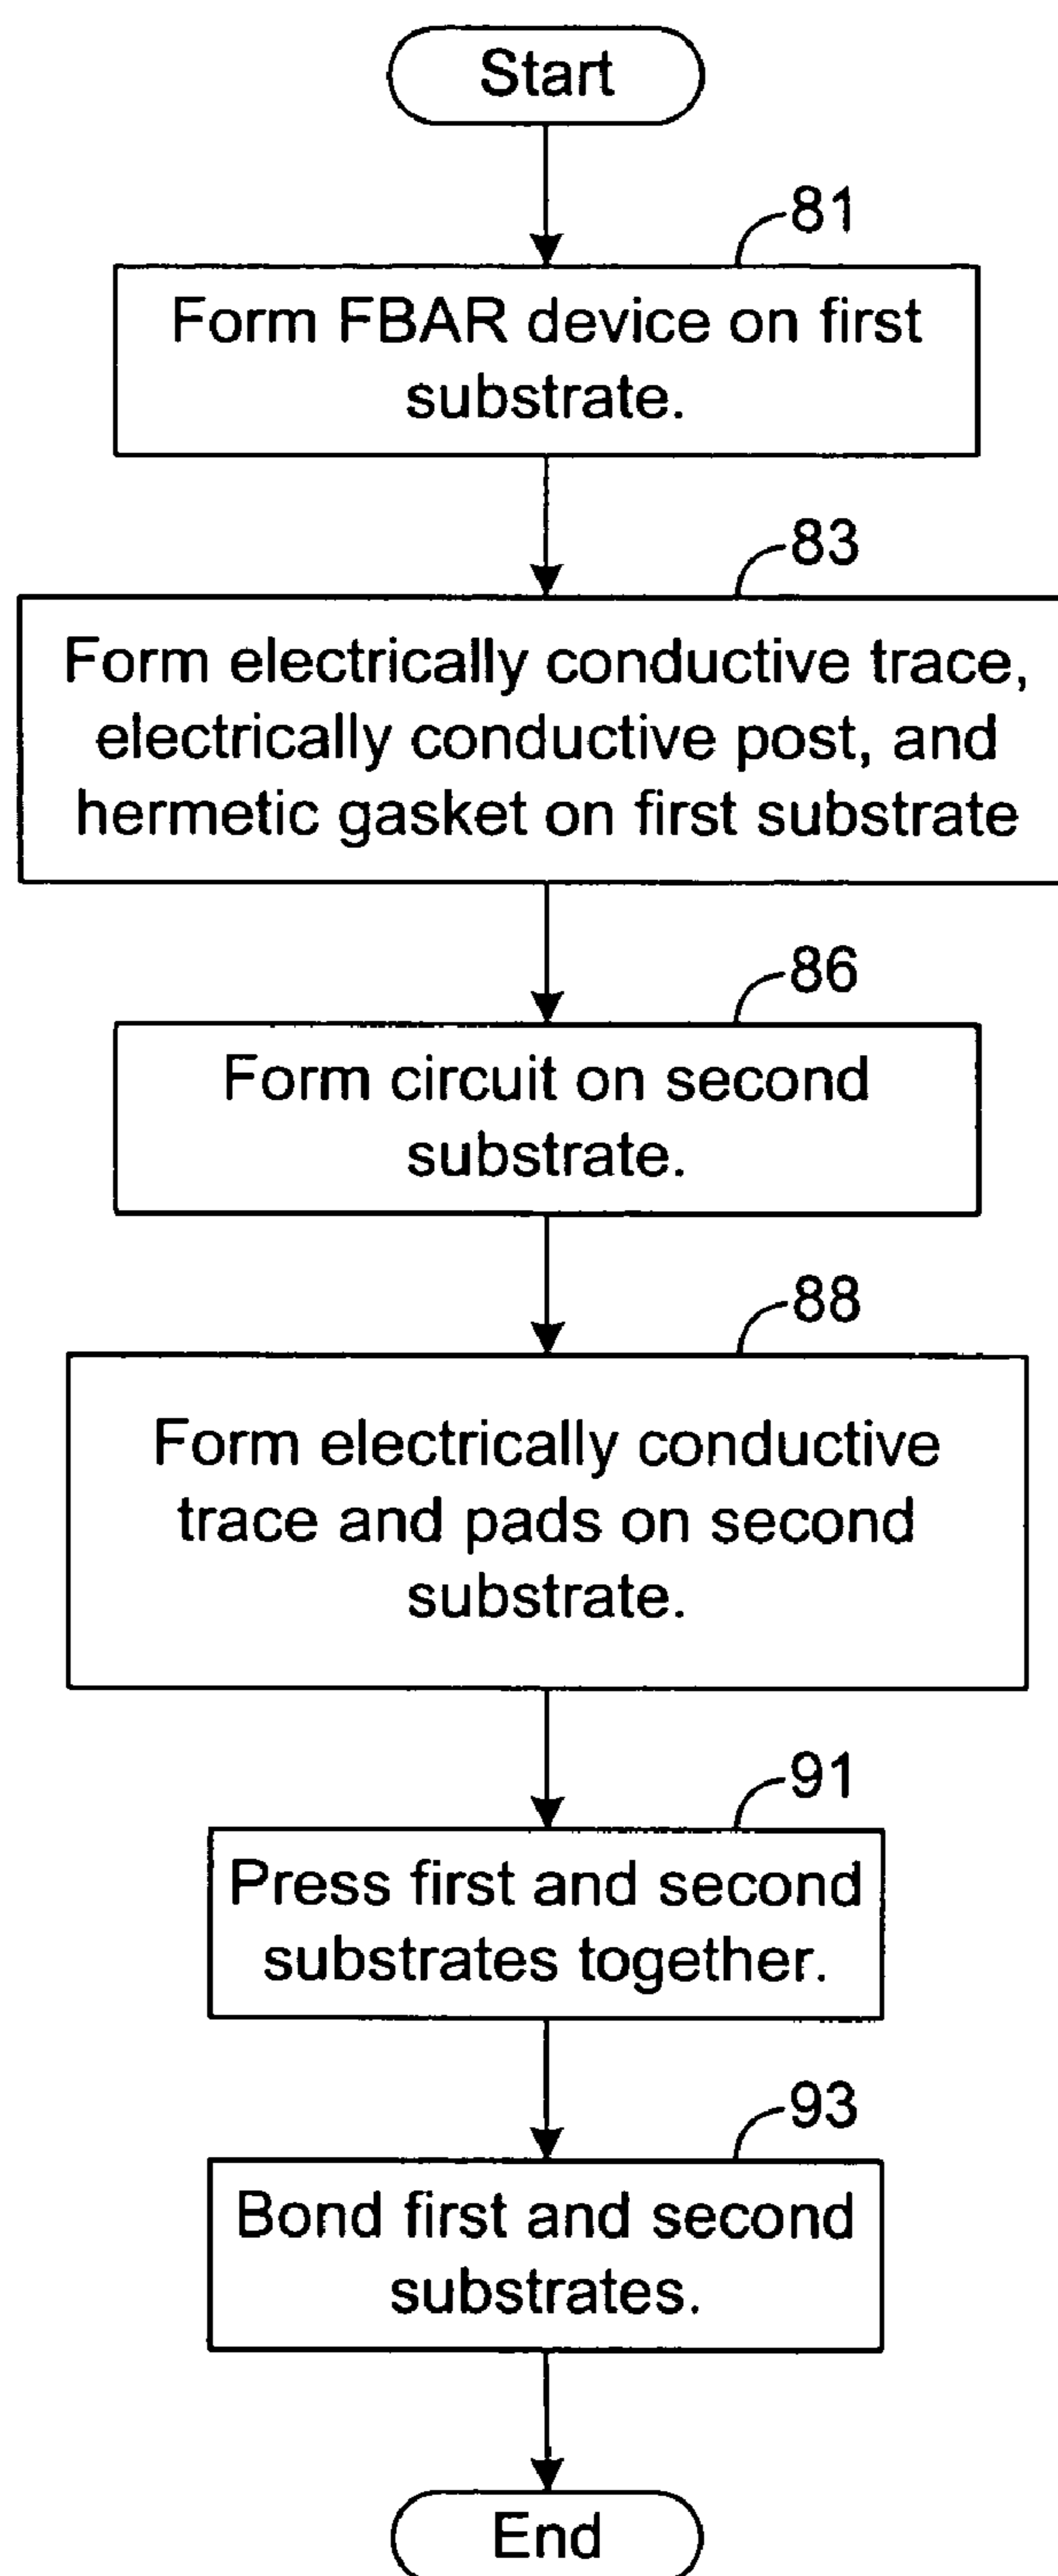 Start
81
Form FBAR device on first
substrate.
83
Form electrically conductive trace,
electrically conductive post, and
hermetic gasket on first substrate
86
Form circuit on second
substrate.
88
Form electrically conductive
trace and pads on second
substrate.
91
Press first and second
substrates together.
93
Bond first and second
substrates.
End